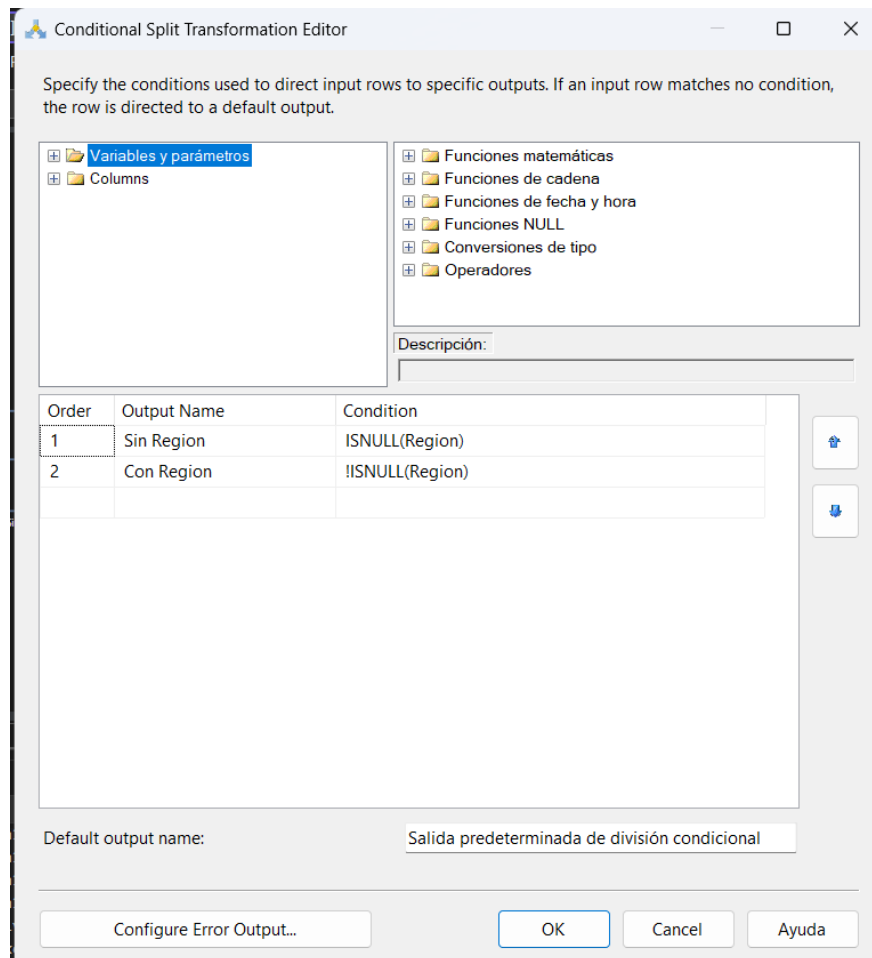 Conditional Split Transformation Editor
Specify the conditions used to direct input rows to specific outputs. If an input row matches no condition,
the row is directed to a default output.
Variables y parámetros
Columns
Funciones matemáticas
Funciones de cadena
Funciones de fecha y hora
Funciones NULL
Conversiones de tipo
Operadores
Descripción:
Order Output Name Condition
1 Sin Region ISNULL(Region)
2 Con Region !ISNULL(Region)
Default output name: Salida predeterminada de división condicional
Configure Error Output... OK Cancel Ayuda